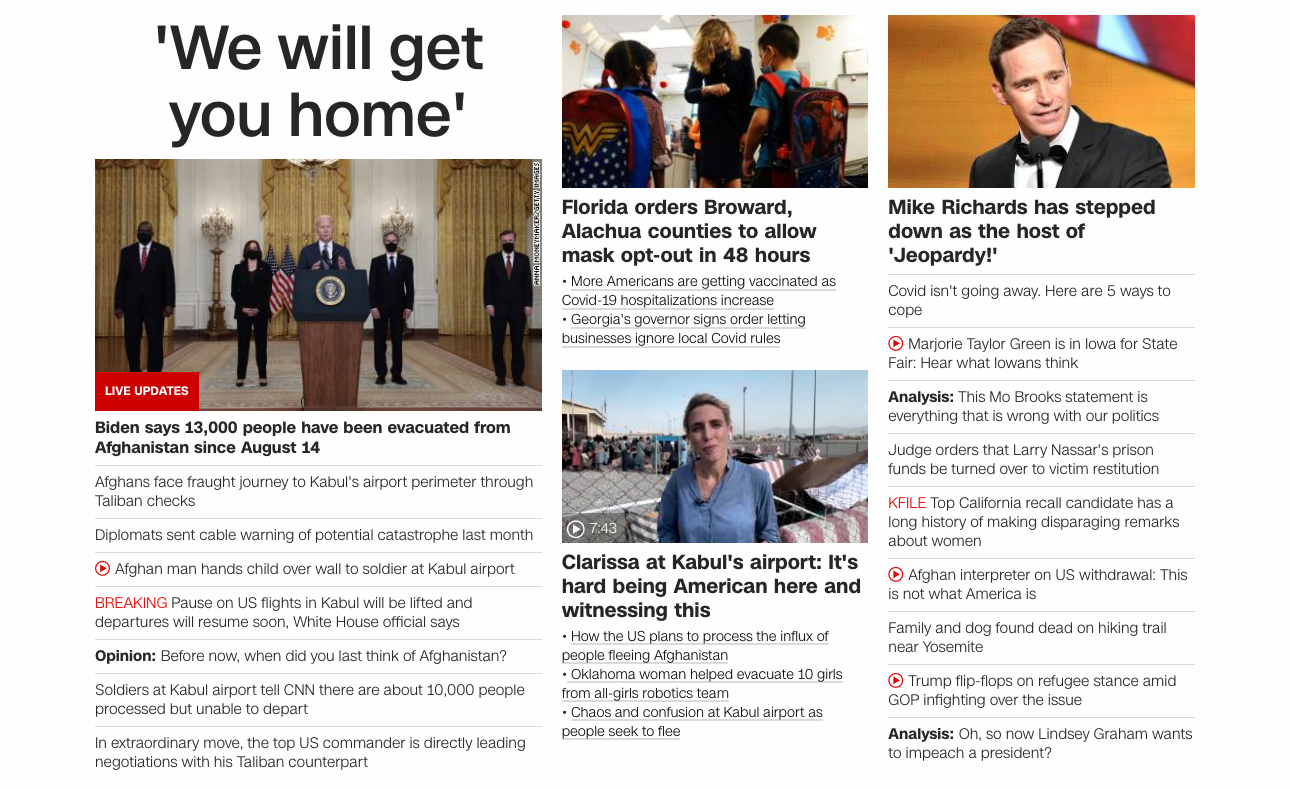 'We will get
you home'
ANNA MONEYMAKER/GETTY IMAGES
LIVE UPDATES
Biden says 13,000 people have been evacuated from
Afghanistan since August 14
Afghans face fraught journey to Kabul's airport perimeter through
Taliban checks
Diplomats sent cable warning of potential catastrophe last month
Afghan man hands child over wall to soldier at Kabul airport
BREAKING Pause on US flights in Kabul will be lifted and
departures will resume soon, White House official says
Opinion: Before now, when did you last think of Afghanistan?
Soldiers at Kabul airport tell CNN there are about 10,000 people
processed but unable to depart
In extraordinary move, the top US commander is directly leading
negotiations with his Taliban counterpart
Florida orders Broward,
Alachua counties to allow
mask opt-out in 48 hours
• More Americans are getting vaccinated as
Covid-19 hospitalizations increase
• Georgia's governor signs order letting
businesses ignore local Covid rules
7:43
Clarissa at Kabul's airport: It's
hard being American here and
witnessing this
• How the US plans to process the influx of
people fleeing Afghanistan
• Oklahoma woman helped evacuate 10 girls
from all-girls robotics team
• Chaos and confusion at Kabul airport as
people seek to flee
Mike Richards has stepped
down as the host of
'Jeopardy!'
Covid isn't going away. Here are 5 ways to
cope
Marjorie Taylor Green is in Iowa for State
Fair: Hear what Iowans think
Analysis: This Mo Brooks statement is
everything that is wrong with our politics
Judge orders that Larry Nassar's prison
funds be turned over to victim restitution
KFILE Top California recall candidate has a
long history of making disparaging remarks
about women
Afghan interpreter on US withdrawal: This
is not what America is
Family and dog found dead on hiking trail
near Yosemite
Trump flip-flops on refugee stance amid
GOP infighting over the issue
Analysis: Oh, so now Lindsey Graham wants
to impeach a president?